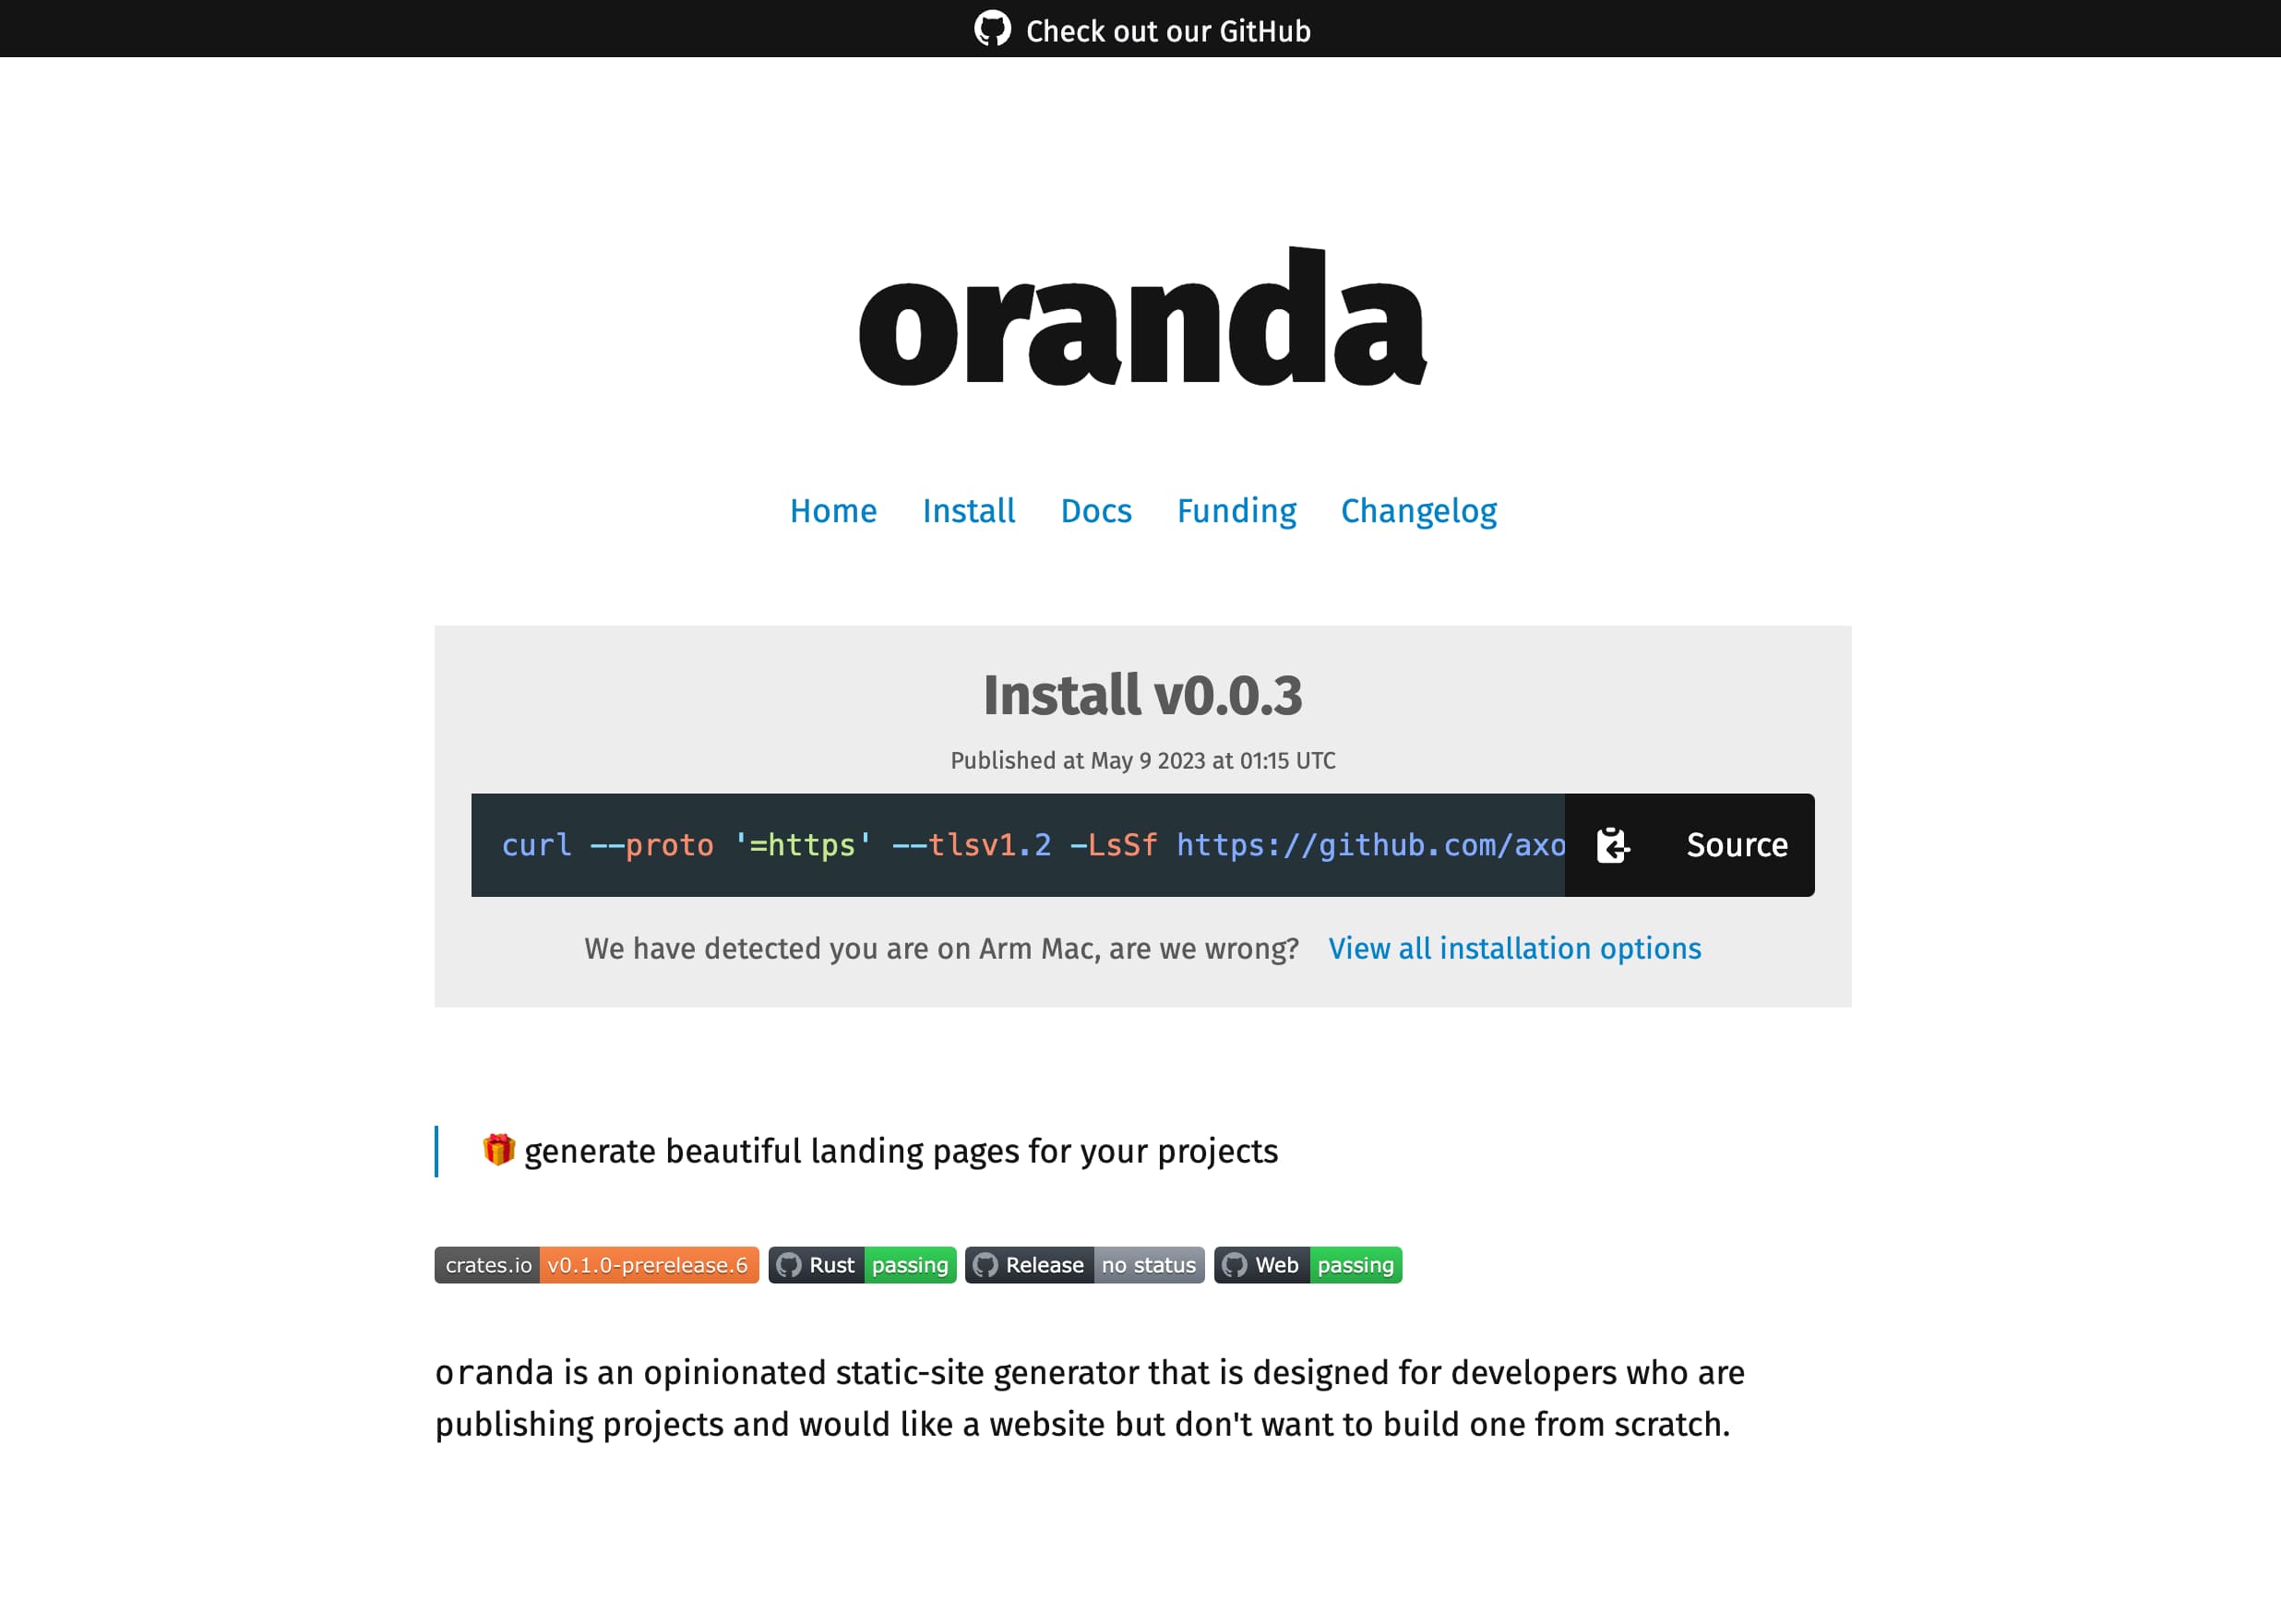 Check out our GitHub
oranda
Home Install Docs Funding Changelog
Install v0.0.3
Published at May 9 2023 at 01:15 UTC
curl --proto '=https' --tlsv1.2 -LsSf https://github.com/axo
Source
We have detected you are on Arm Mac, are we wrong? View all installation options
🎁 generate beautiful landing pages for your projects
crates.io v0.1.0-prerelease.6 Rust passing Release no status Web passing
oranda is an opinionated static-site generator that is designed for developers who are
publishing projects and would like a website but don't want to build one from scratch.